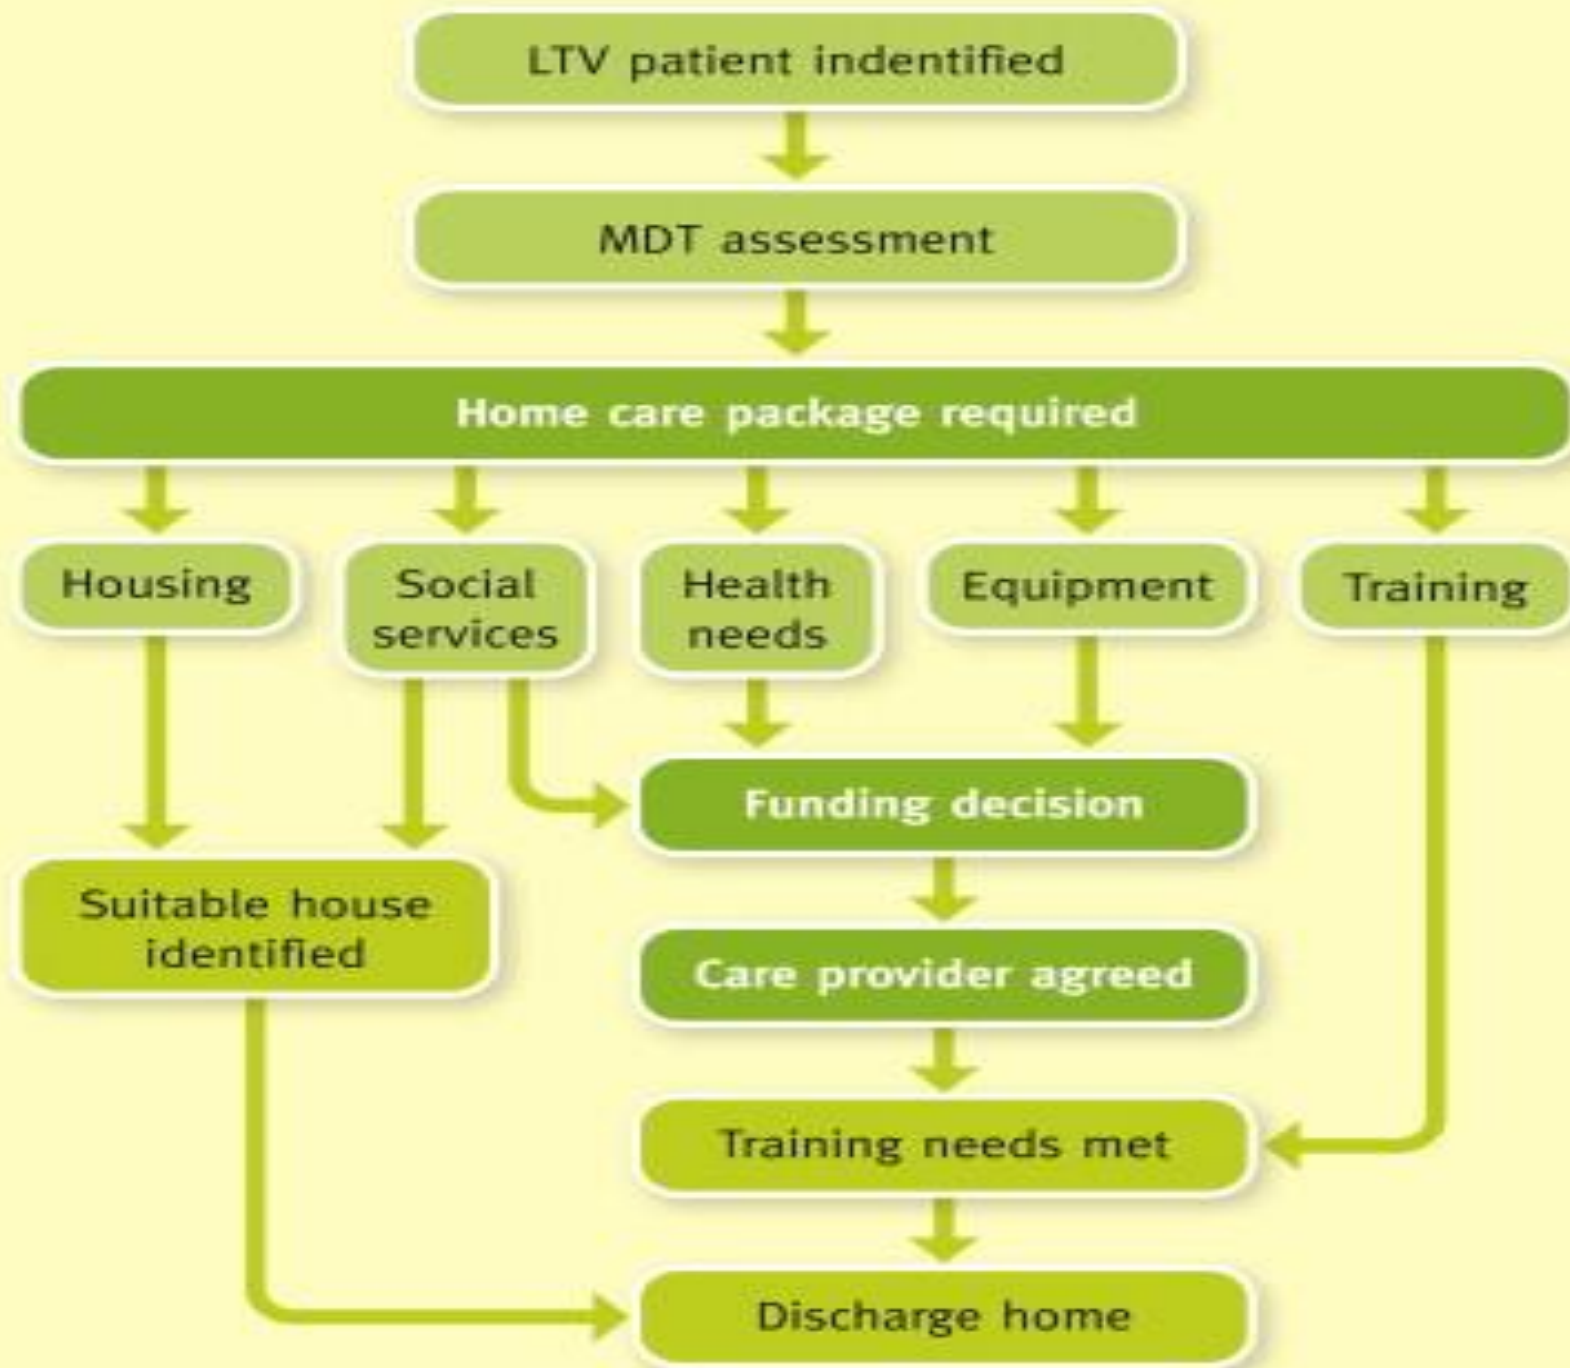 LTV patient indentified
MDT assessment
Home care package required
Housing
Social
services
Health
needs
Equipment
Training
Funding decision
Suitable house
identified
Care provider agreed
Training needs met
Discharge home